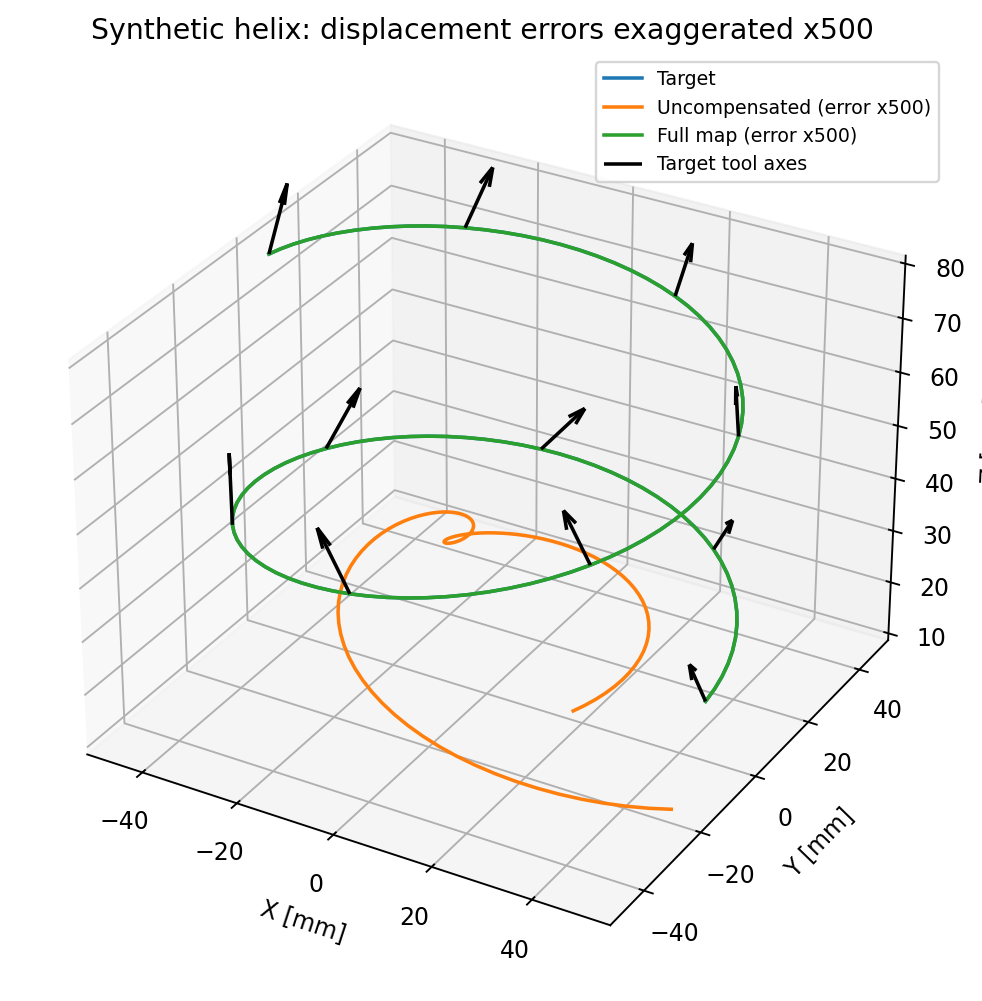 Synthetic helix: displacement errors exaggerated x500
Target
Uncompensated (error x500)
Full map (error x500)
Target tool axes
80
70
60
50
40
30
20
10
40
20
0
−20
−40
Y [mm]
−40
−20
0
20
40
X [mm]